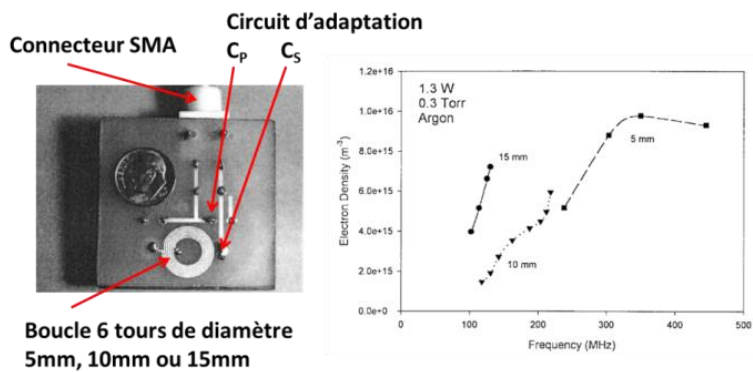 Circuit d'adaptation
Connecteur SMA
C_P C_S
Boucle 6 tours de diamètre
5mm, 10mm ou 15mm
1.2e+16
1.0e+16
8.0e+15
6.0e+15
4.0e+15
2.0e+15
0.0e+0
Electron Density (m⁻³)
1.3 W
0.3 Torr
Argon
15 mm
10 mm
5 mm
0 100 200 300 400 500
Frequency (MHz)